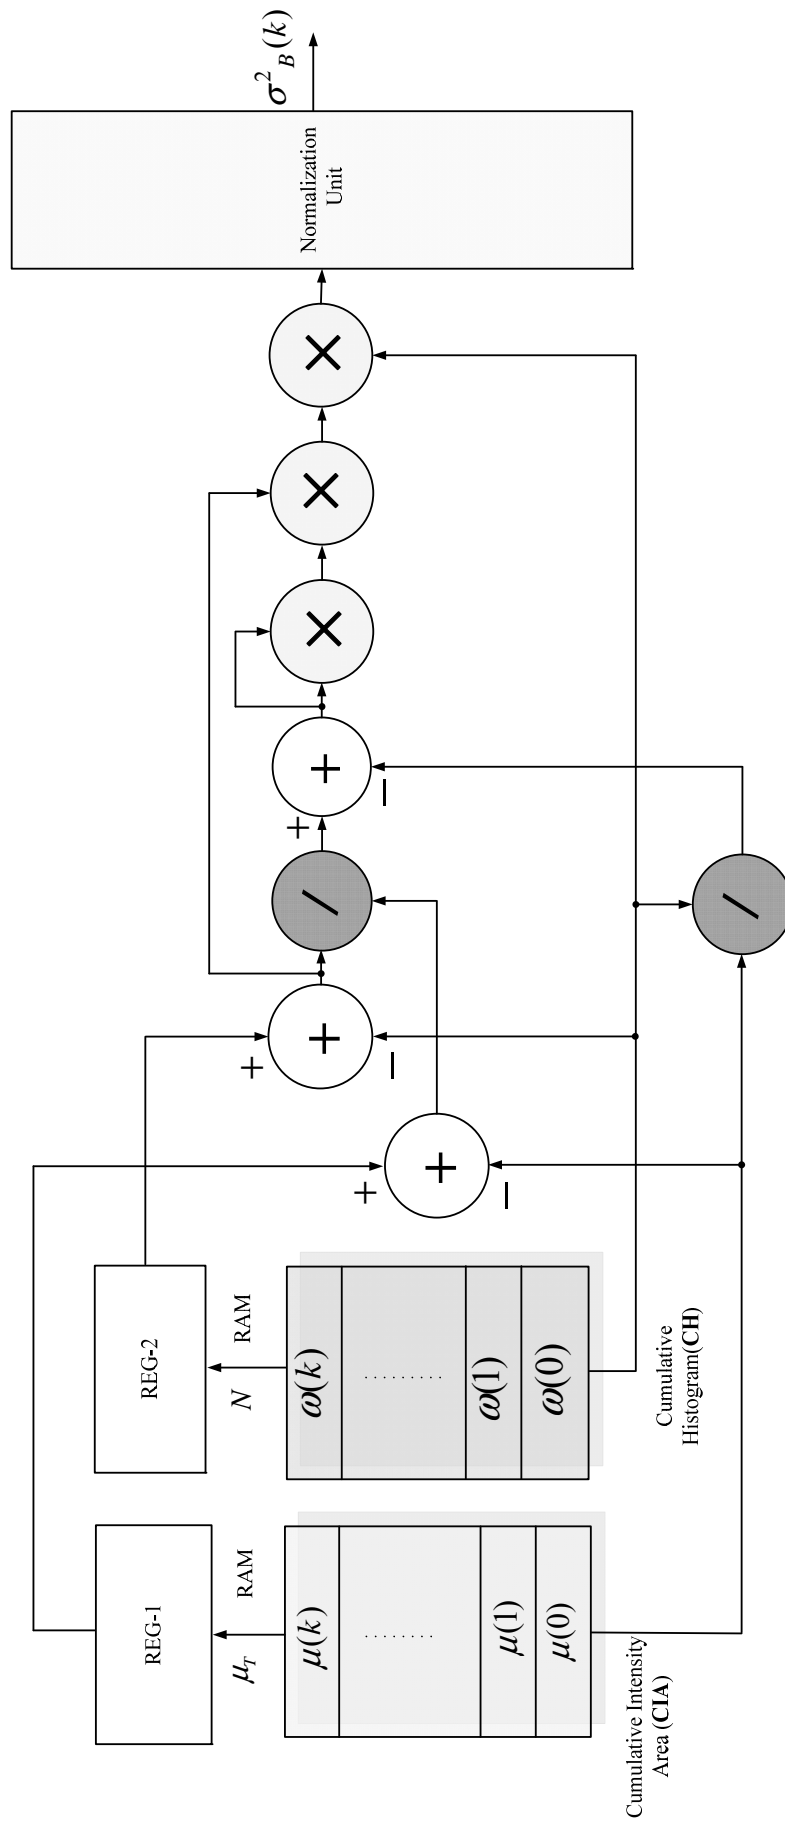 REG-1
μ_T
RAM
μ(k)
. . . . . . . .
μ(1)
μ(0)
Cumulative Intensity
Area (CIA)
REG-2
N
RAM
ω(k)
. . . . . . . . .
ω(1)
ω(0)
Cumulative
Histogram(CH)
+
+
−
+
+
−
/
/
+
+
−
×
×
×
Normalization
Unit
σ²_B(k)